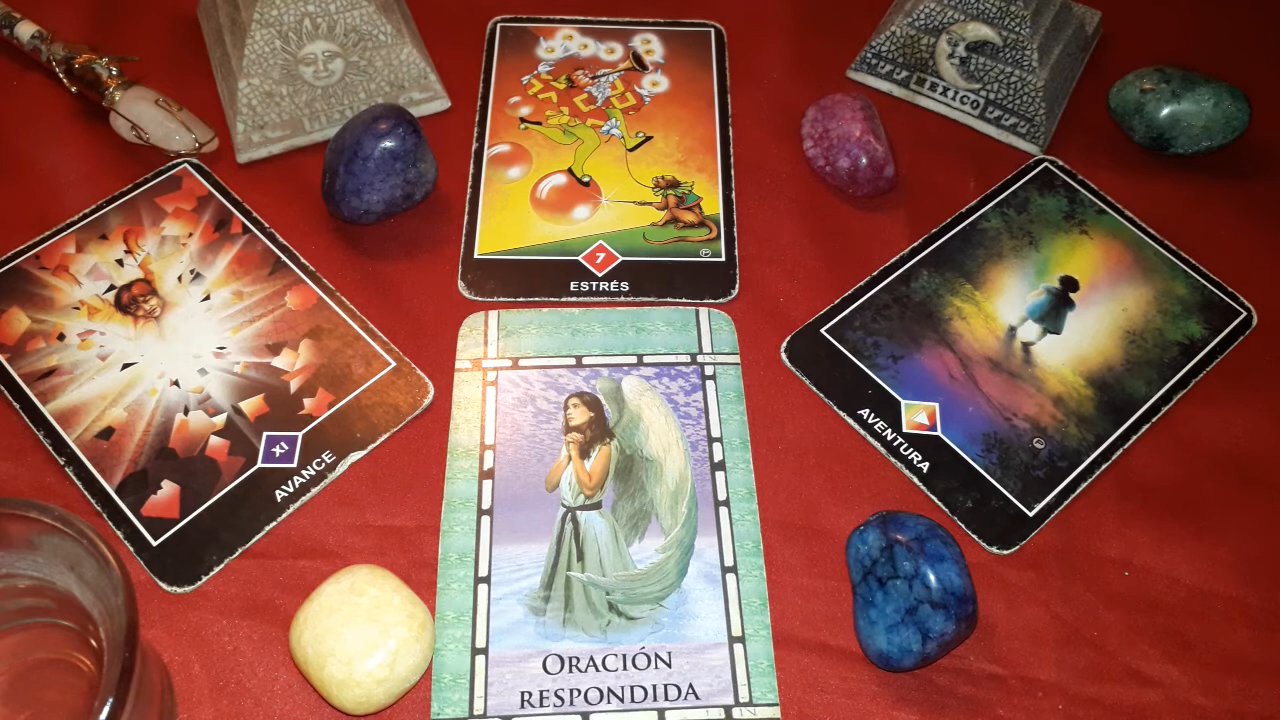 MEXICO
7
ESTRÉS
XI
AVANCE
AVENTURA
ORACIÓN
RESPONDIDA